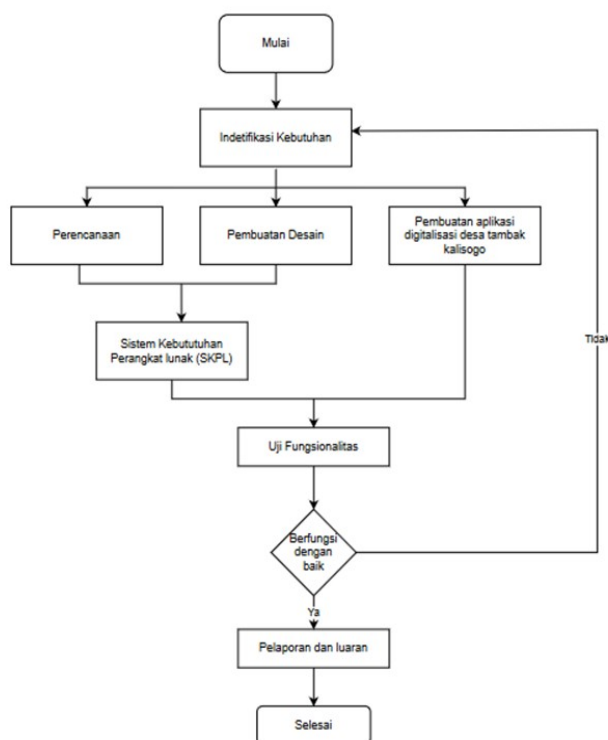 Mulai
Indetifikasi Kebutuhan
Perencanaan
Pembuatan Desain
Pembuatan aplikasi
digitalisasi desa tambak
kalisogo
Sistem Kebututuhan
Perangkat lunak (SKPL)
Tidak
Uji Fungsionalitas
Berfungsi
dengan
baik
Ya
Pelaporan dan luaran
Selesai